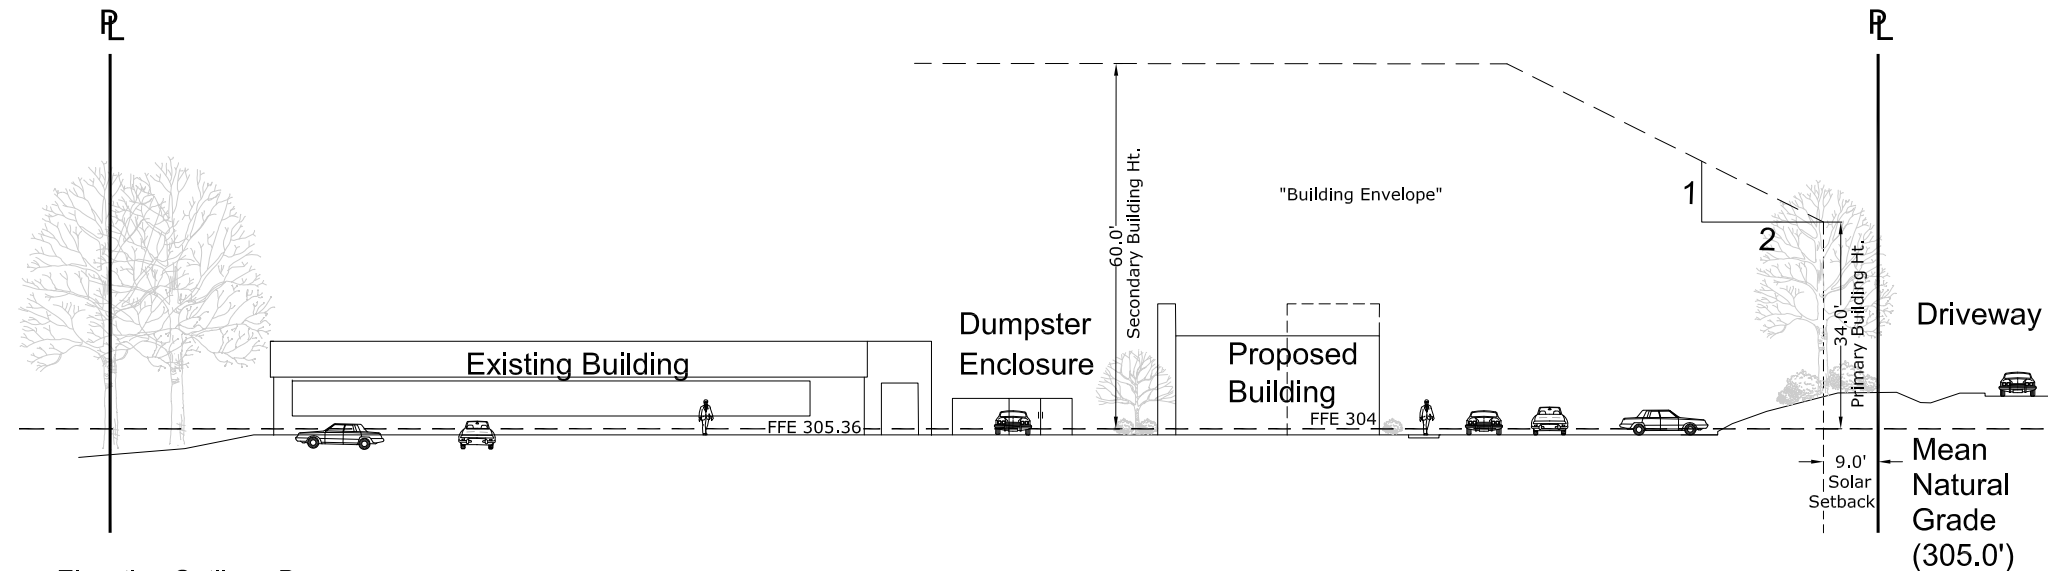 PL
PL
60.0'
Secondary Building Ht.
"Building Envelope"
1
2
34.0'
Primary Building Ht.
Driveway
Existing Building
Dumpster
Enclosure
Proposed
Building
FFE 305.36
FFE 304
9.0'
Solar
Setback
Mean
Natural
Grade
(305.0')